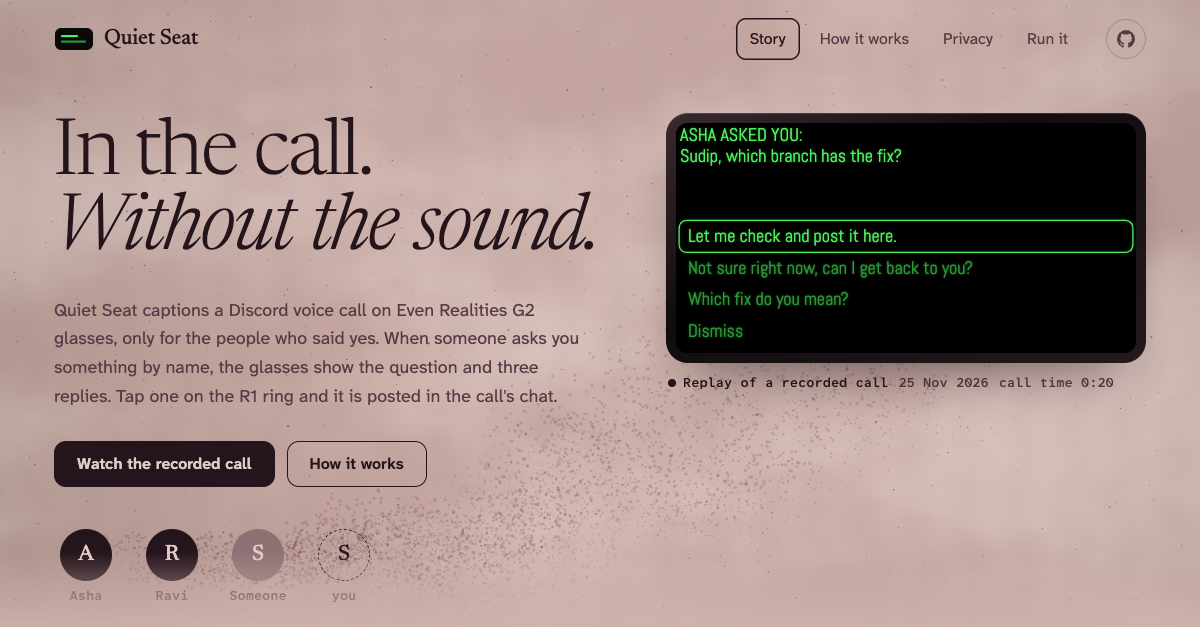 Quiet Seat
Story
How it works
Privacy
Run it
In the call.
Without the sound.
Quiet Seat captions a Discord voice call on Even Realities G2
glasses, only for the people who said yes. When someone asks you
something by name, the glasses show the question and three
replies. Tap one on the R1 ring and it is posted in the call's chat.
Watch the recorded call
How it works
A
R
S
S
Asha
Ravi
Someone
you
ASHA ASKED YOU:
Sudip, which branch has the fix?
Let me check and post it here.
Not sure right now, can I get back to you?
Which fix do you mean?
Dismiss
Replay of a recorded call 25 Nov 2026 call time 0:20